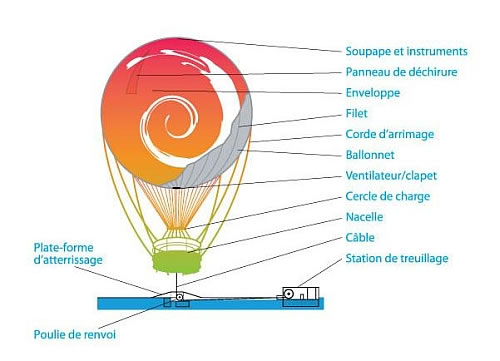 Soupape et instruments
Panneau de déchirure
Enveloppe
Filet
Corde d'arrimage
Ballonnet
Ventilateur/clapet
Cercle de charge
Nacelle
Câble
Station de treuillage
Plate-forme
d'atterrissage
Poulie de renvoi